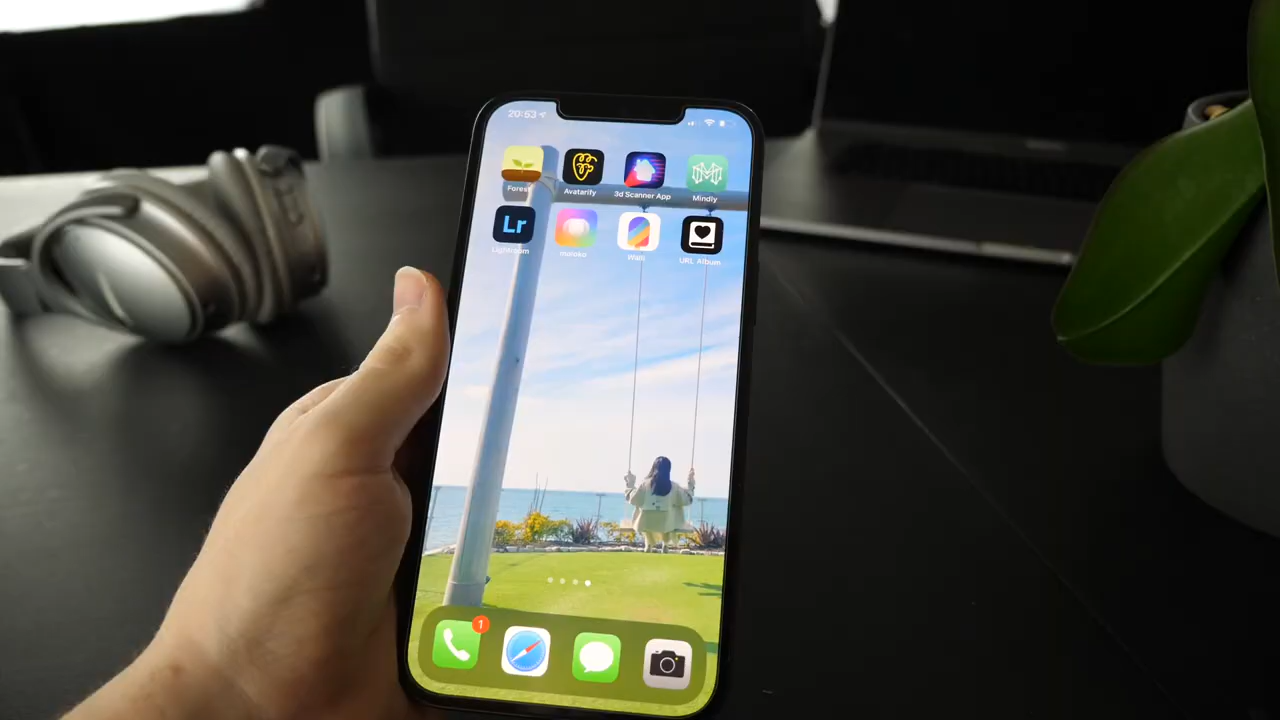 20:53
Forest Avatarify 3d Scanner App Mindly
Lr
Lightroom moloko Walli URL Album
1